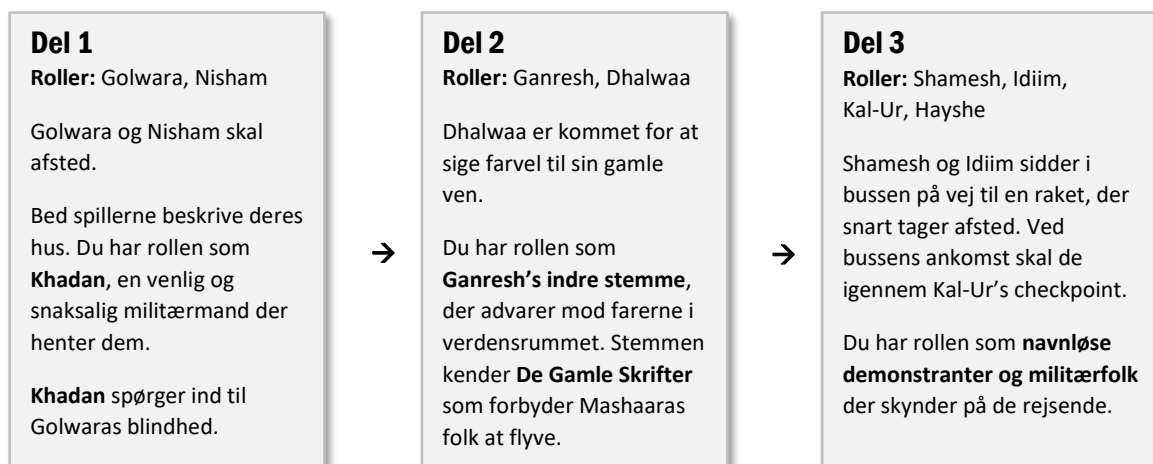 Del 1
Roller: Golwara, Nisham
Golwara og Nisham skal
afsted.
Bed spillerne beskrive deres
hus. Du har rollen som
Khadan, en venlig og
snaksalig militærmand der
henter dem.
Khadan spørger ind til
Golwaras blindhed.
→
Del 2
Roller: Ganresh, Dhalwaa
Dhalwaa er kommet for at
sige farvel til sin gamle
ven.
Du har rollen som
Ganresh's indre stemme,
der advarer mod farerne i
verdensrummet. Stemmen
kender De Gamle Skrifter
som forbyder Mashaaras
folk at flyve.
→
Del 3
Roller: Shamesh, Idiim,
Kal-Ur, Hayshe
Shamesh og Idiim sidder i
bussen på vej til en raket, der
snart tager afsted. Ved
bussens ankomst skal de
igennem Kal-Ur's checkpoint.
Du har rollen som navnløse
demonstranter og militærfolk
der skynder på de rejsende.